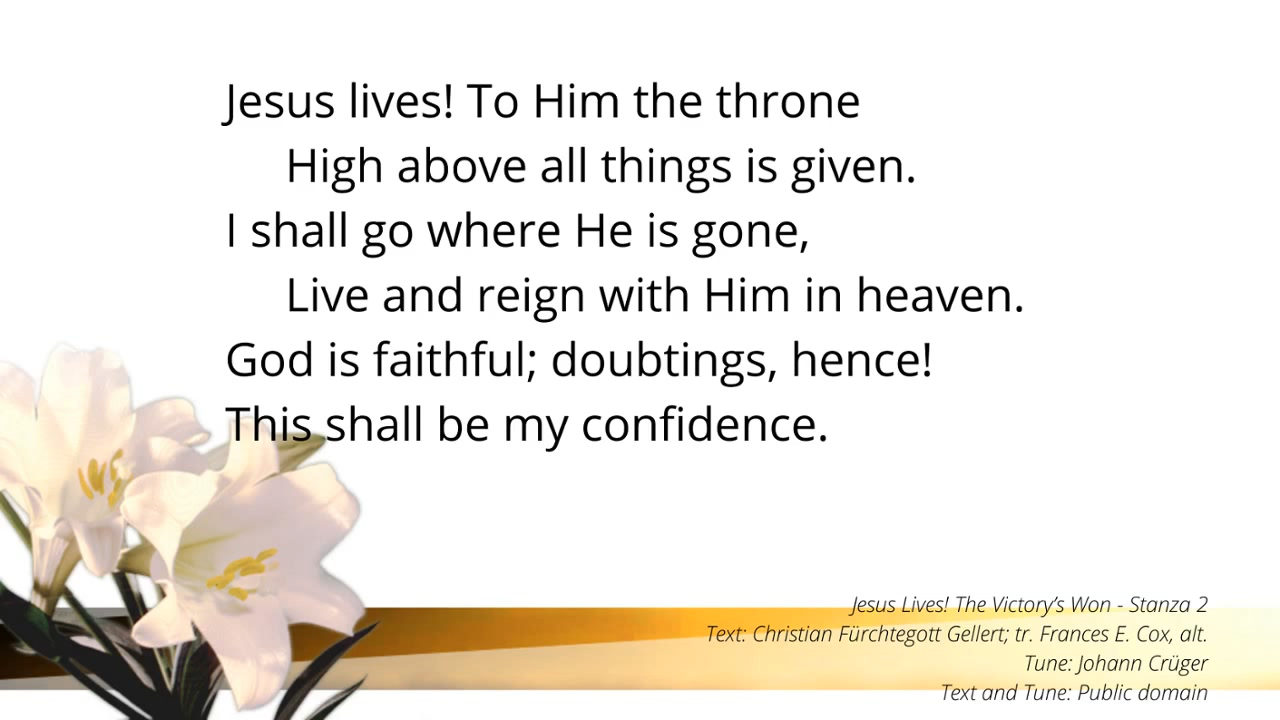 Jesus lives! To Him the throne
High above all things is given.
I shall go where He is gone,
Live and reign with Him in heaven.
God is faithful; doubtings, hence!
This shall be my confidence.
Jesus Lives! The Victory’s Won - Stanza 2
Text: Christian Fürchtegott Gellert; tr. Frances E. Cox, alt.
Tune: Johann Crüger
Text and Tune: Public domain